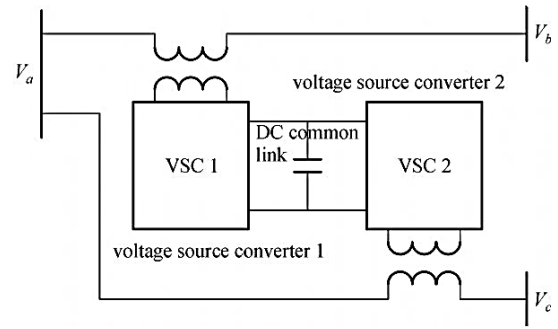 V_b
V_a
voltage source converter 2
DC common
link
VSC 1
VSC 2
voltage source converter 1
V_c